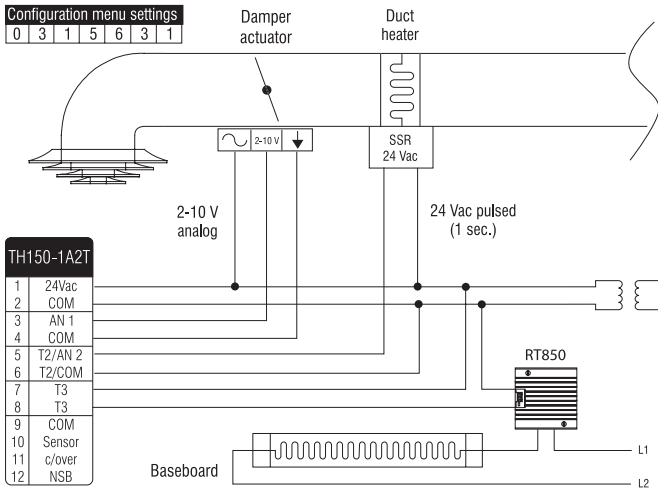 Configuration menu settings
0 3 1 5 6 3 1
Damper
actuator
Duct
heater
2-10 V
SSR
24 Vac
2-10 V
analog
24 Vac pulsed
(1 sec.)
TH150-1A2T
1 24Vac
2 COM
3 AN 1
4 COM
5 T2/AN 2
6 T2/COM
7 T3
8 T3
9 COM
10 Sensor
11 c/over
12 NSB
RT850
Baseboard
L1
L2